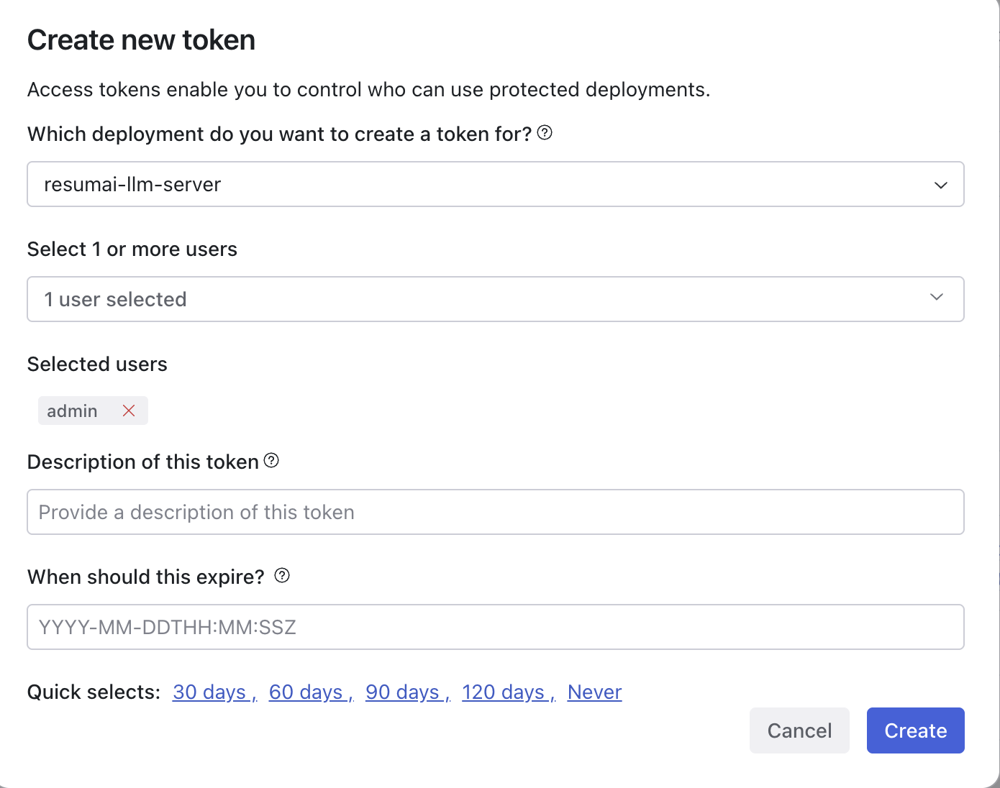 Create new token
Access tokens enable you to control who can use protected deployments.
Which deployment do you want to create a token for? ?
resumai-llm-server
Select 1 or more users
1 user selected
Selected users
admin
Description of this token ?
Provide a description of this token
When should this expire? ?
YYYY-MM-DDTHH:MM:SSZ
Quick selects: 30 days , 60 days , 90 days , 120 days , Never
Cancel Create